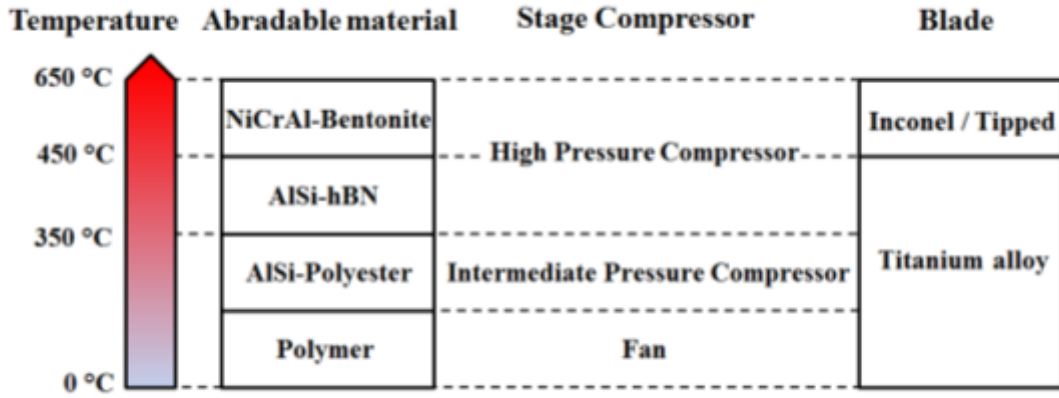 Temperature Abradable material Stage Compressor Blade
650 °C
NiCrAl-Bentonite Inconel / Tipped
450 °C High Pressure Compressor
AlSi-hBN
350 °C
AlSi-Polyester Intermediate Pressure Compressor Titanium alloy
Polymer Fan
0 °C